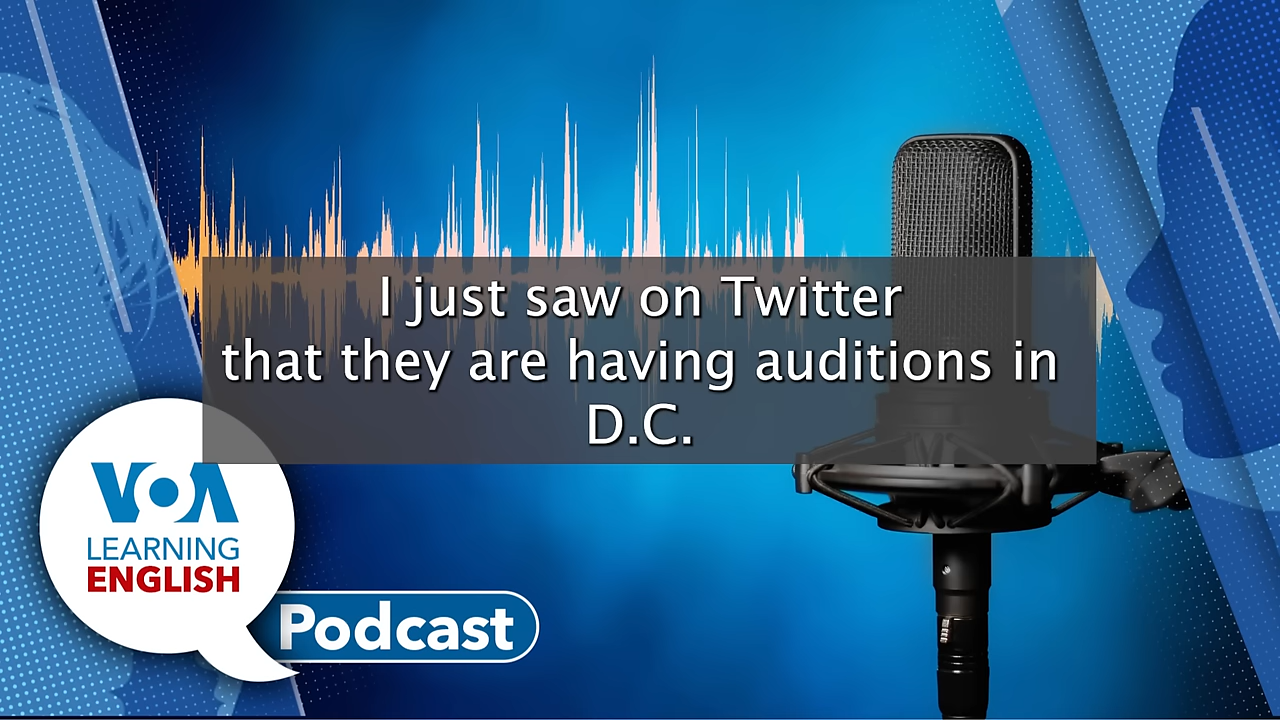 I just saw on Twitter
that they are having auditions in
D.C.
VOA
LEARNING
ENGLISH
Podcast